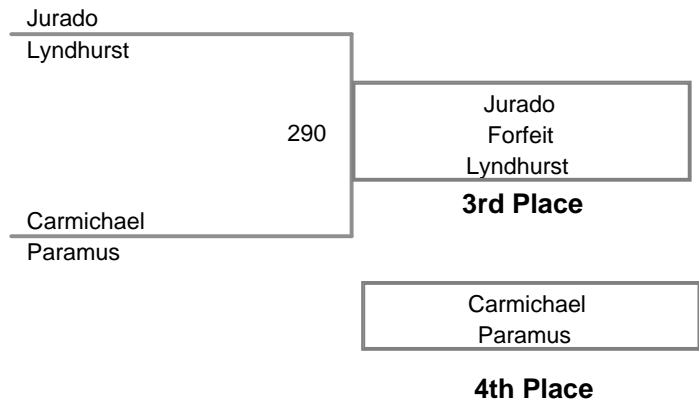 Jurado
Lyndhurst
290
Jurado
Forfeit
Lyndhurst
3rd Place
Carmichael
Paramus
Carmichael
Paramus
4th Place